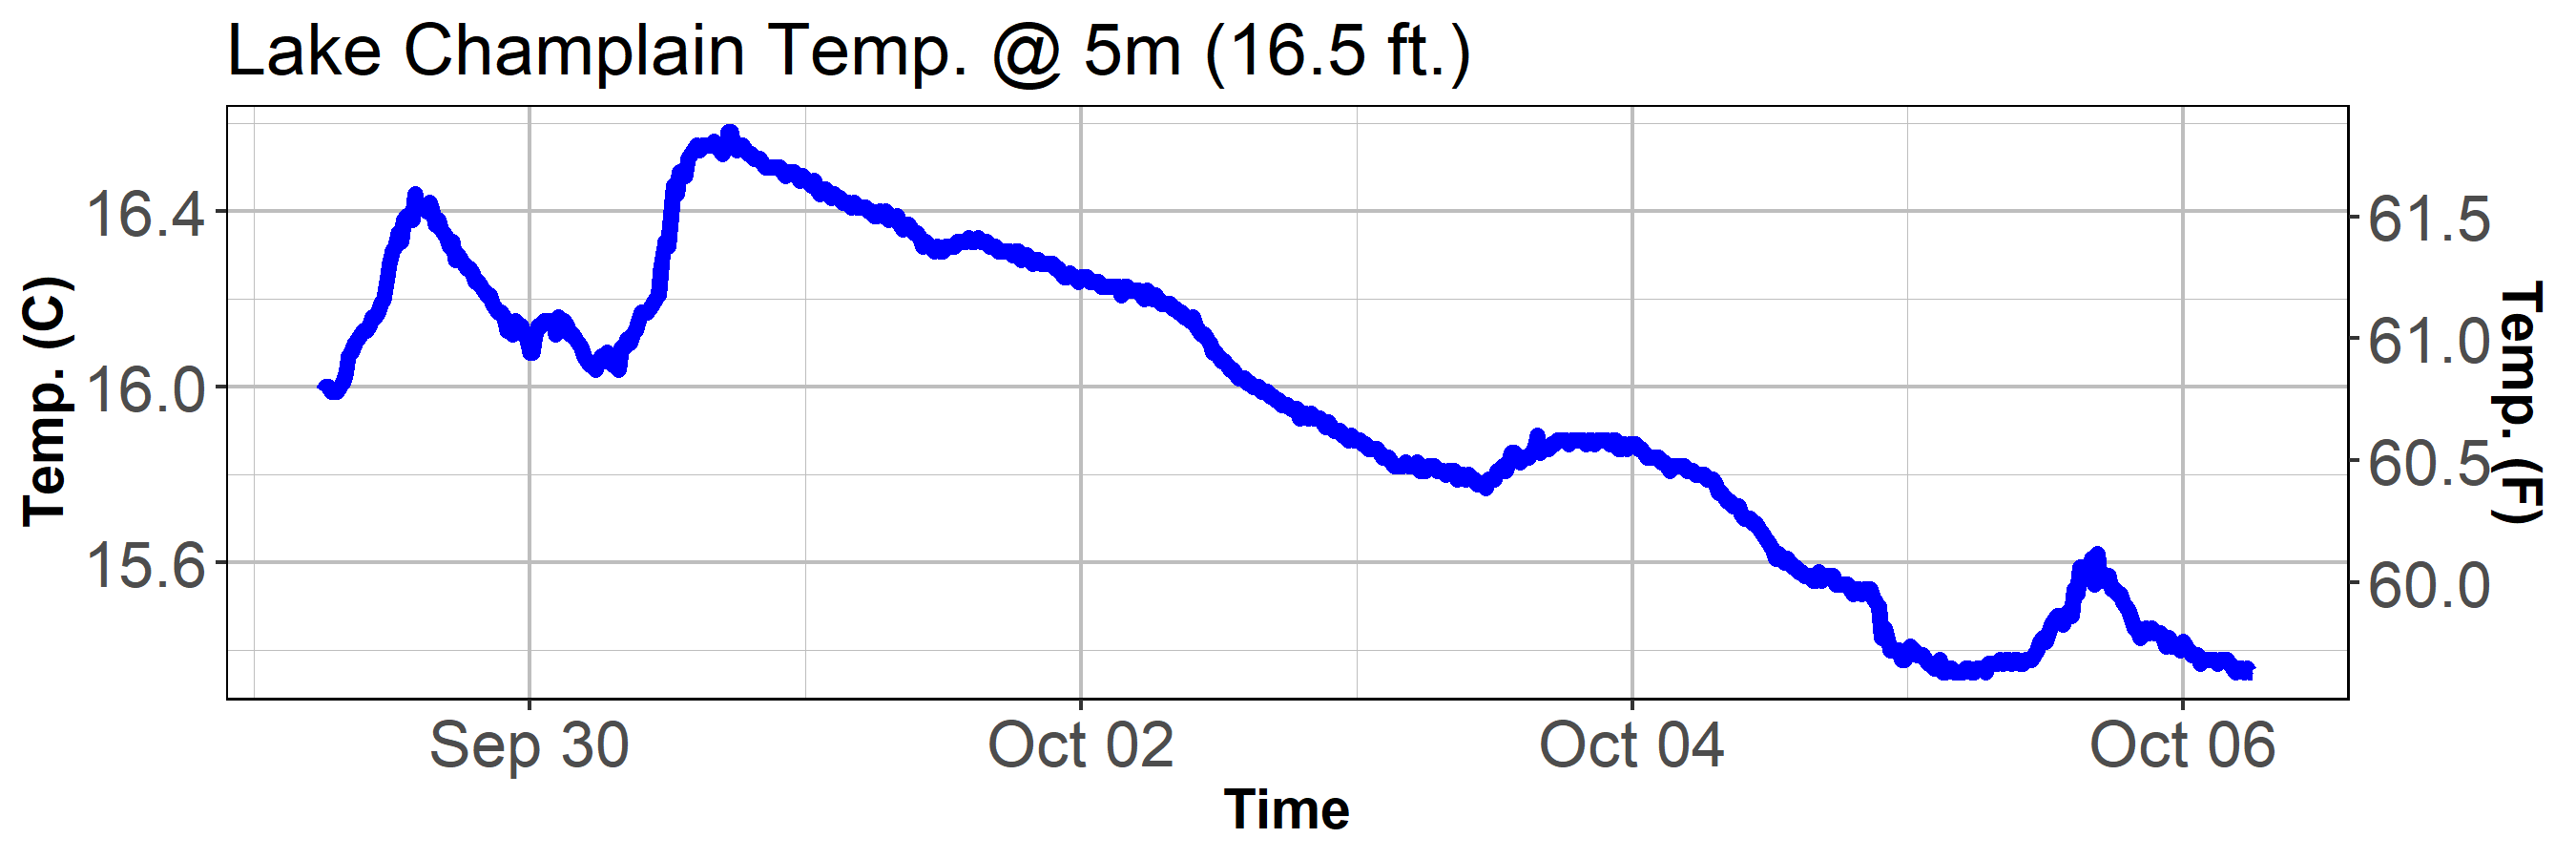 Lake Champlain Temp. @ 5m (16.5 ft.)
Temp. (C)
16.4
16.0
15.6
61.5
61.0
60.5
60.0
Temp. (F)
Sep 30
Oct 02
Oct 04
Oct 06
Time